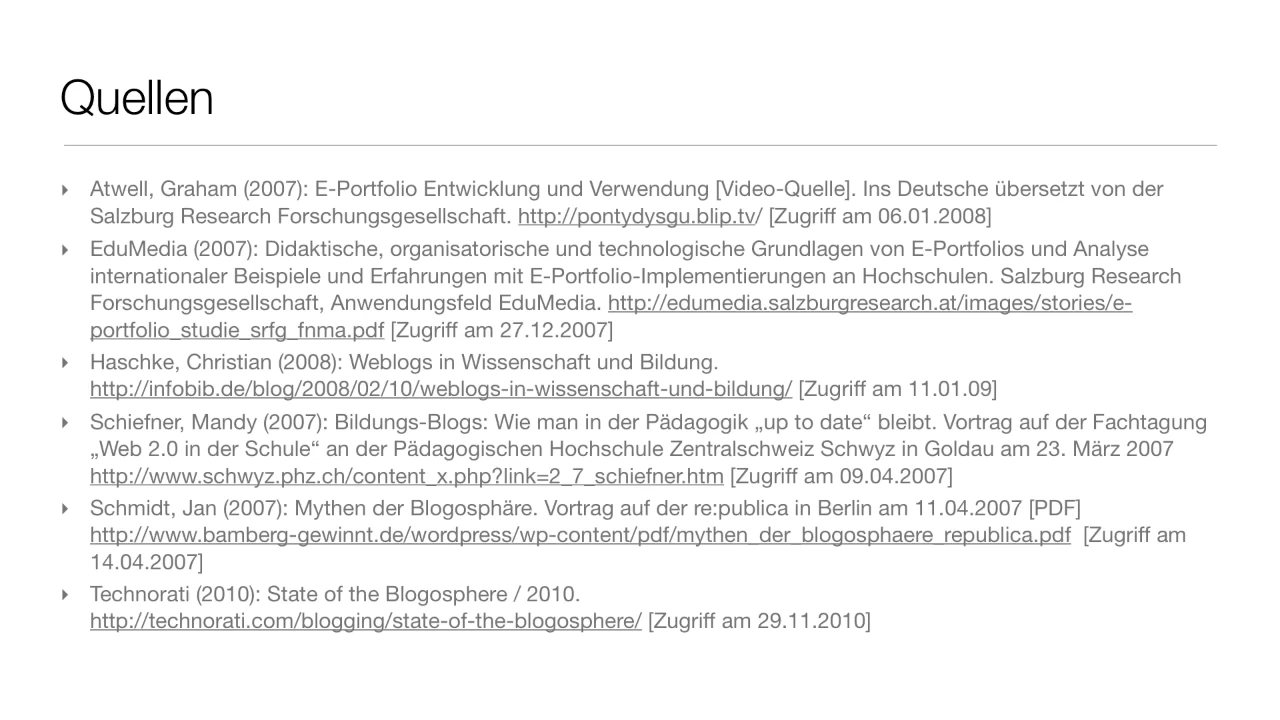 Quellen
Atwell, Graham (2007): E-Portfolio Entwicklung und Verwendung [Video-Quelle]. Ins Deutsche übersetzt von der
Salzburg Research Forschungsgesellschaft. http://pontydysgu.blip.tv/ [Zugriff am 06.01.2008]
EduMedia (2007): Didaktische, organisatorische und technologische Grundlagen von E-Portfolios und Analyse
internationaler Beispiele und Erfahrungen mit E-Portfolio-Implementierungen an Hochschulen. Salzburg Research
Forschungsgesellschaft, Anwendungsfeld EduMedia. http://edumedia.salzburgresearch.at/images/stories/e-
portfolio_studie_srfg_fnma.pdf [Zugriff am 27.12.2007]
Haschke, Christian (2008): Weblogs in Wissenschaft und Bildung.
http://infobib.de/blog/2008/02/10/weblogs-in-wissenschaft-und-bildung/ [Zugriff am 11.01.09]
Schiefner, Mandy (2007): Bildungs-Blogs: Wie man in der Pädagogik „up to date“ bleibt. Vortrag auf der Fachtagung
„Web 2.0 in der Schule“ an der Pädagogischen Hochschule Zentralschweiz Schwyz in Goldau am 23. März 2007
http://www.schwyz.phz.ch/content_x.php?link=2_7_schiefner.htm [Zugriff am 09.04.2007]
Schmidt, Jan (2007): Mythen der Blogosphäre. Vortrag auf der re:publica in Berlin am 11.04.2007 [PDF]
http://www.bamberg-gewinnt.de/wordpress/wp-content/pdf/mythen_der_blogosphaere_republica.pdf [Zugriff am
14.04.2007]
Technorati (2010): State of the Blogosphere / 2010.
http://technorati.com/blogging/state-of-the-blogosphere/ [Zugriff am 29.11.2010]